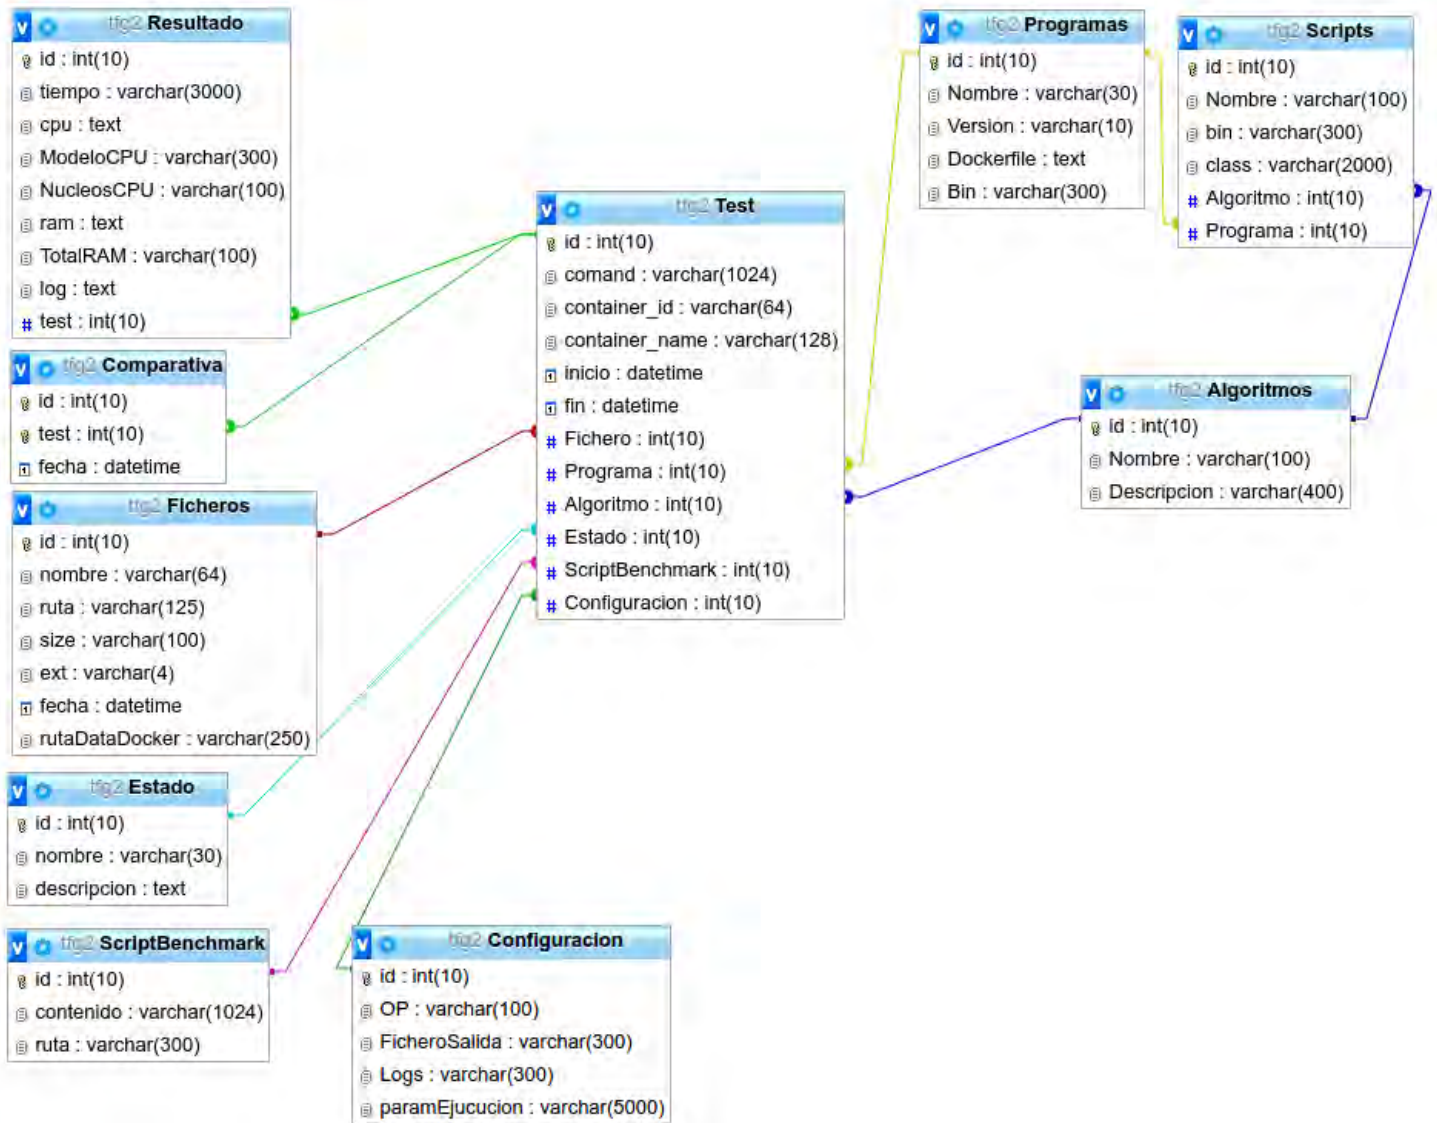 tfg2 Resultado
id : int(10)
tiempo : varchar(3000)
cpu : text
ModeloCPU : varchar(300)
NucleosCPU : varchar(100)
ram : text
TotalRAM : varchar(100)
log : text
# test : int(10)
tfg2 Comparativa
id : int(10)
test : int(10)
fecha : datetime
tfg2 Ficheros
id : int(10)
nombre : varchar(64)
ruta : varchar(125)
size : varchar(100)
ext : varchar(4)
fecha : datetime
rutaDataDocker : varchar(250)
tfg2 Estado
id : int(10)
nombre : varchar(30)
descripcion : text
tfg2 ScriptBenchmark
id : int(10)
contenido : varchar(1024)
ruta : varchar(300)
tfg2 Configuracion
id : int(10)
OP : varchar(100)
FicheroSalida : varchar(300)
Logs : varchar(300)
paramEjucucion : varchar(5000)
tfg2 Test
id : int(10)
comand : varchar(1024)
container_id : varchar(64)
container_name : varchar(128)
inicio : datetime
fin : datetime
# Fichero : int(10)
# Programa : int(10)
# Algoritmo : int(10)
# Estado : int(10)
# ScriptBenchmark : int(10)
# Configuracion : int(10)
tfg2 Programas
id : int(10)
Nombre : varchar(30)
Version : varchar(10)
Dockerfile : text
Bin : varchar(300)
tfg2 Scripts
id : int(10)
Nombre : varchar(100)
bin : varchar(300)
class : varchar(2000)
# Algoritmo : int(10)
# Programa : int(10)
tfg2 Algoritmos
id : int(10)
Nombre : varchar(100)
Descripcion : varchar(400)